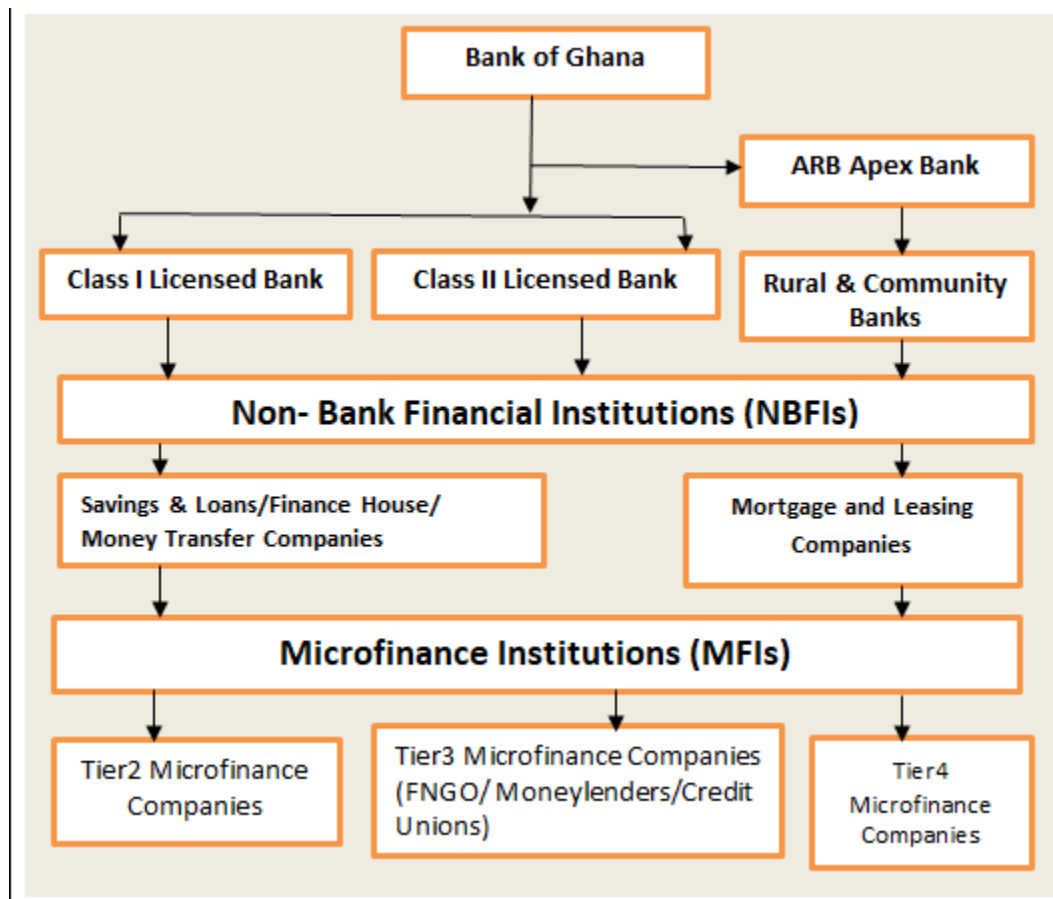 Bank of Ghana
ARB Apex Bank
Class I Licensed Bank
Class II Licensed Bank
Rural & Community
Banks
Non- Bank Financial Institutions (NBFIs)
Savings & Loans/Finance House/
Money Transfer Companies
Mortgage and Leasing
Companies
Microfinance Institutions (MFIs)
Tier2 Microfinance
Companies
Tier3 Microfinance Companies
(FNGO/ Moneylenders/Credit
Unions)
Tier4
Microfinance
Companies